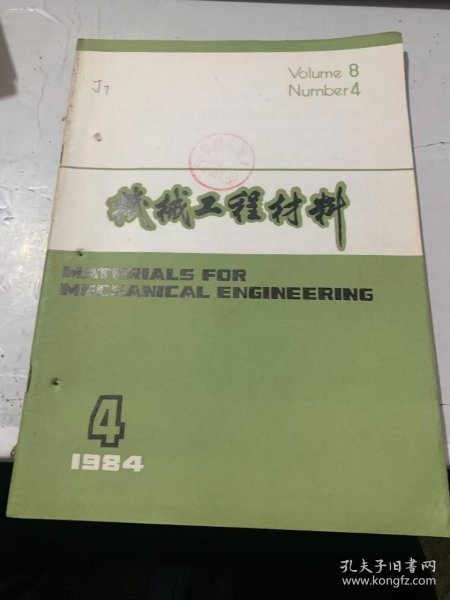 J1
Volume 8
Number 4
機械工程材料
MATERIALS FOR
MECHANICAL ENGINEERING
4
1984
孔夫子旧书网
www.kongfz.com